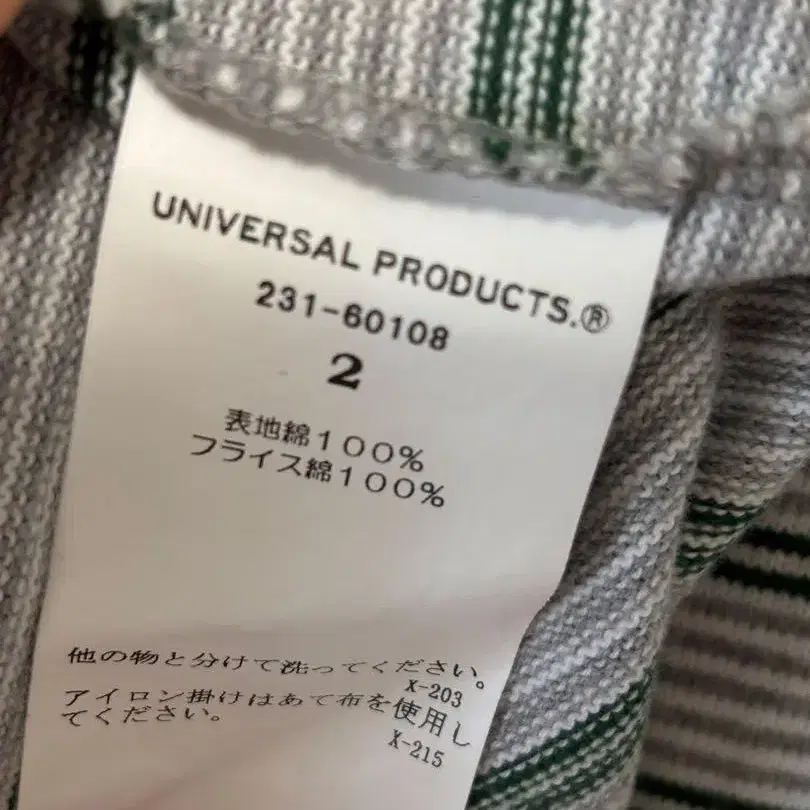 UNIVERSAL PRODUCTS.®
231-60108
2
表地綿100%
フライス綿100%
他の物と分けて洗ってください。
X-203
アイロン掛けはあて布を使用し
てください。
X-215